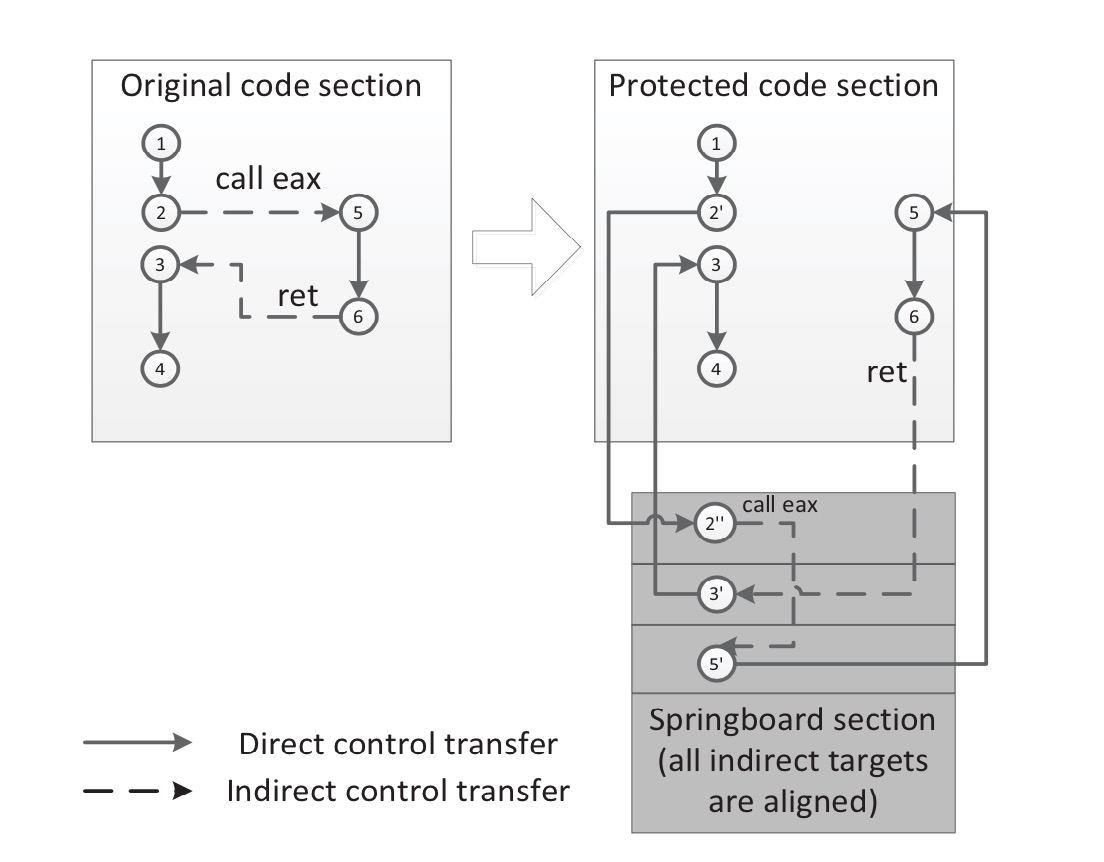 Original code section
1
call eax
2
5
3
ret
6
4
Protected code section
1
2'
5
3
6
4
ret
call eax
2''
3'
5'
Springboard section
(all indirect targets
are aligned)
Direct control transfer
Indirect control transfer